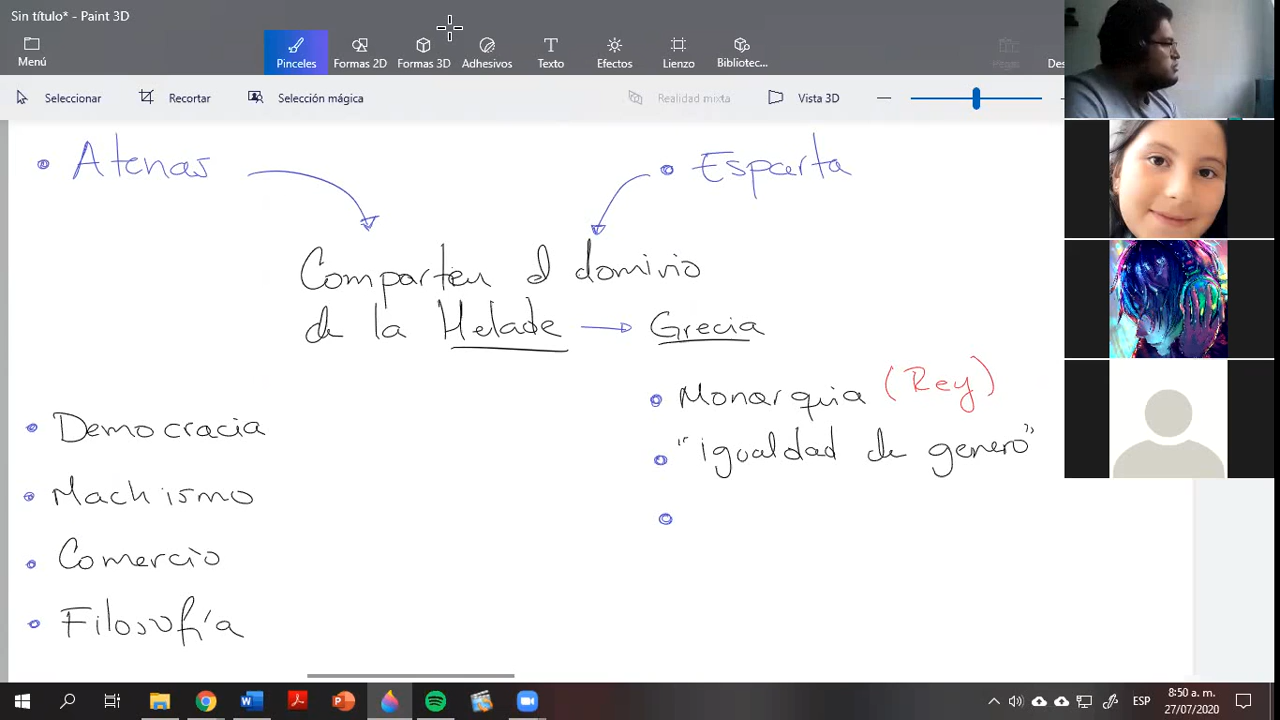 Sin título* - Paint 3D
Menú
Pinceles
Formas 2D
Formas 3D
Adhesivos
Texto
Efectos
Lienzo
Bibliotec...
Pegar
Des
Seleccionar
Recortar
Selección mágica
Realidad mixta
Vista 3D
• Atenas
• Esparta
Comparten el dominio
de la Helade → Grecia
• Monarquia (Rey)
• "igualdad de genero"
•
• Democracia
• Machismo
• Comercio
• Filosofía
ESP
8:50 a. m.
27/07/2020